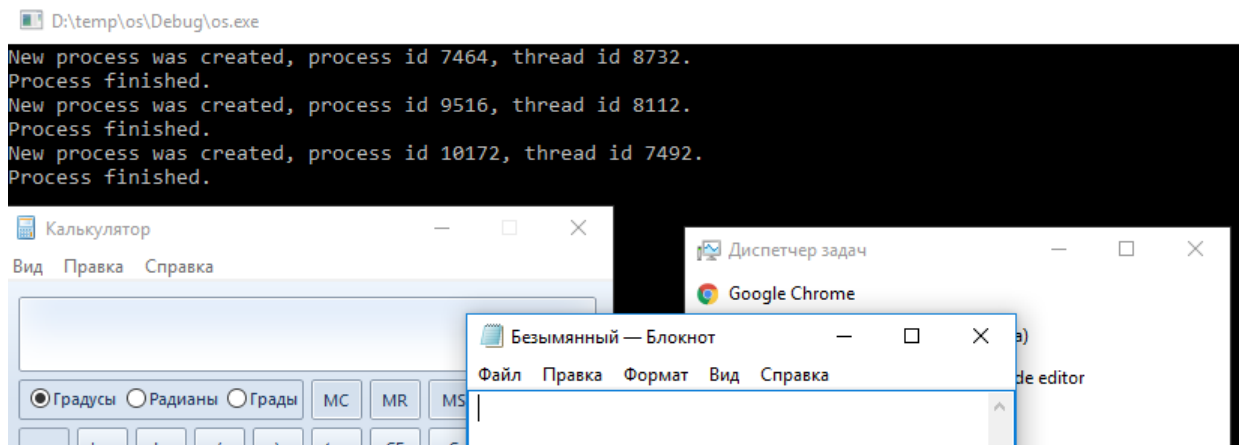 D:\temp\os\Debug\os.exe
New process was created, process id 7464, thread id 8732.
Process finished.
New process was created, process id 9516, thread id 8112.
Process finished.
New process was created, process id 10172, thread id 7492.
Process finished.
Калькулятор
Вид Правка Справка
Градусы Радианы Грады MC MR MS
Диспетчер задач
Google Chrome
Безымянный — Блокнот
Файл Правка Формат Вид Справка
editor